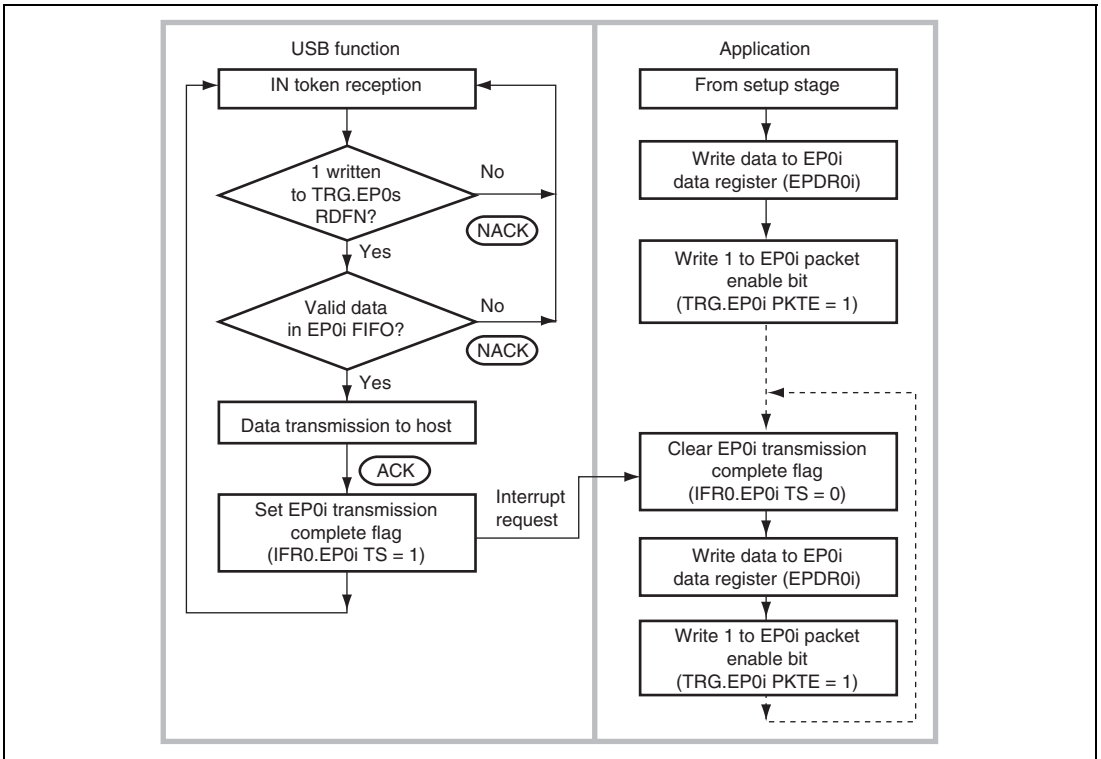 USB function
IN token reception
1 written
to TRG.EP0s
RDFN?
No
NACK
Yes
Valid data
in EP0i FIFO?
No
NACK
Yes
Data transmission to host
ACK
Set EP0i transmission
complete flag
(IFR0.EP0i TS = 1)
Interrupt
request
Application
From setup stage
Write data to EP0i
data register (EPDR0i)
Write 1 to EP0i packet
enable bit
(TRG.EP0i PKTE = 1)
Clear EP0i transmission
complete flag
(IFR0.EP0i TS = 0)
Write data to EP0i
data register (EPDR0i)
Write 1 to EP0i packet
enable bit
(TRG.EP0i PKTE = 1)